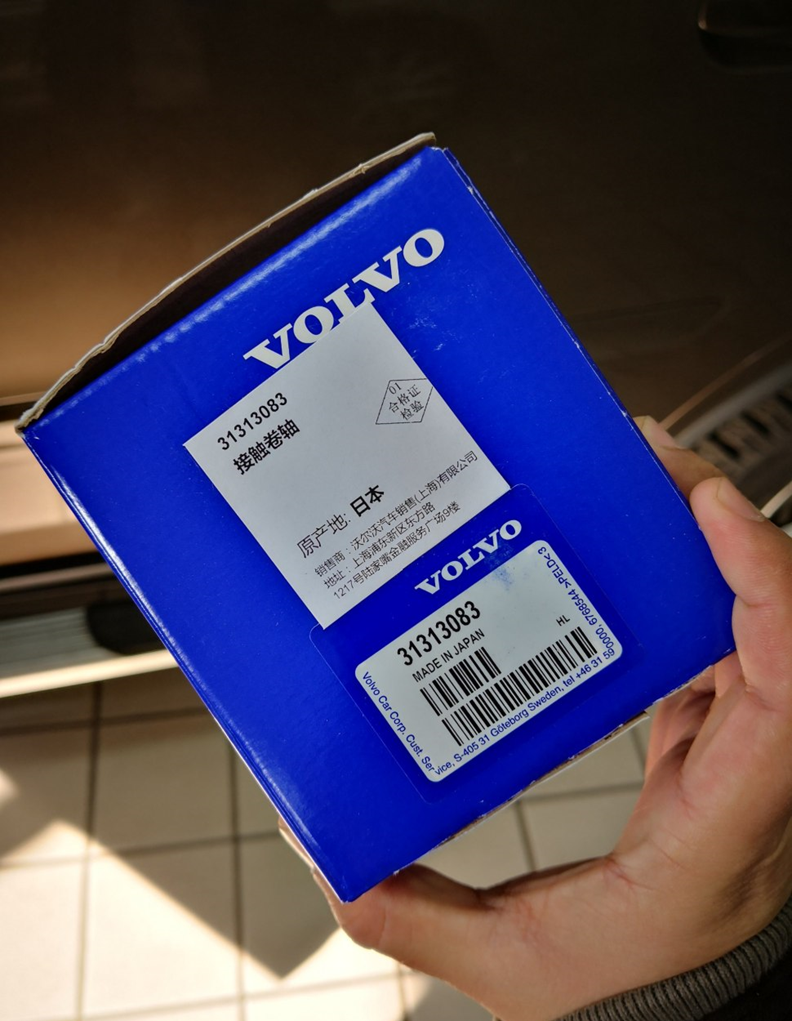 VOLVO
31313083
接触卷轴
01
合格证
检验
原产地: 日本
销售商：沃尔沃汽车销售(上海)有限公司
地址：上海浦东新区东方路
1217号陆家嘴金融服务广场9楼
VOLVO
31313083
MADE IN JAPAN
HL
Volvo Car Corp. Cust. Service, S-405 31 Göteborg Sweden, tel +46 31 590000. 6768544 >PELD<3